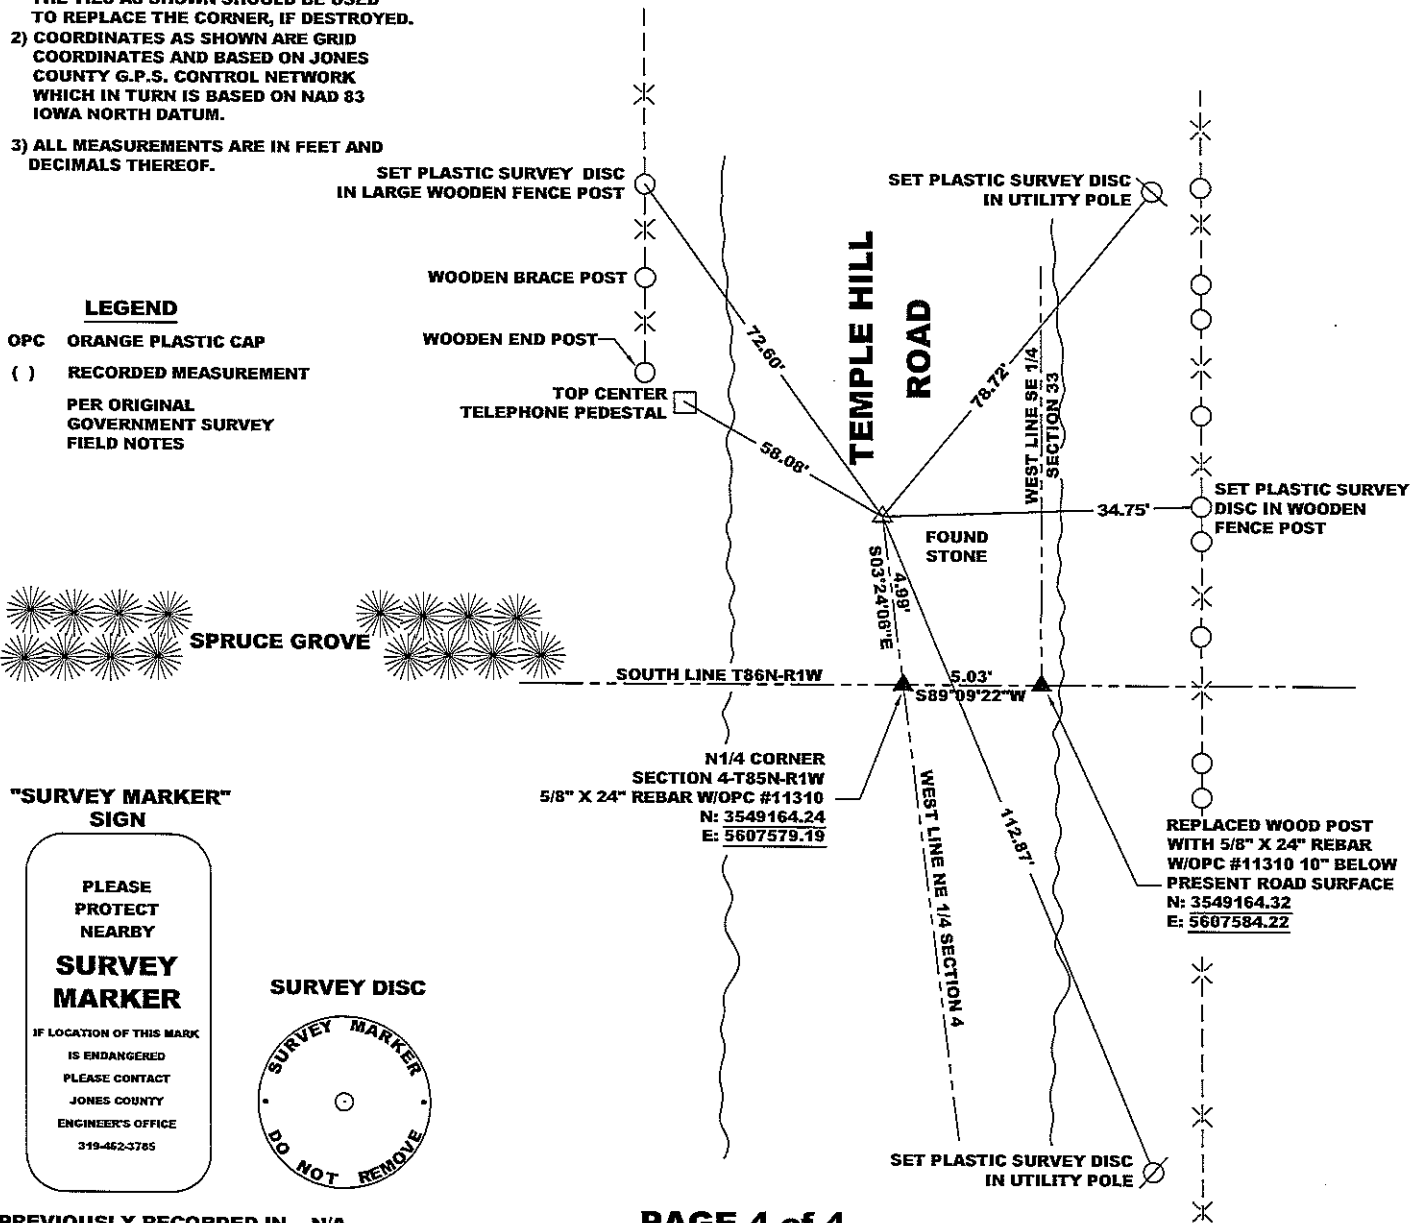 THE TIES AS SHOWN SHOULD BE USED
TO REPLACE THE CORNER, IF DESTROYED.
2) COORDINATES AS SHOWN ARE GRID
COORDINATES AND BASED ON JONES
COUNTY G.P.S. CONTROL NETWORK
WHICH IN TURN IS BASED ON NAD 83
IOWA NORTH DATUM.
3) ALL MEASUREMENTS ARE IN FEET AND
DECIMALS THEREOF.
LEGEND
OPC ORANGE PLASTIC CAP
( ) RECORDED MEASUREMENT
PER ORIGINAL
GOVERNMENT SURVEY
FIELD NOTES
SET PLASTIC SURVEY DISC
IN LARGE WOODEN FENCE POST
WOODEN BRACE POST
WOODEN END POST
TOP CENTER
TELEPHONE PEDESTAL
72.60'
58.08'
TEMPLE HILL
ROAD
SET PLASTIC SURVEY DISC
IN UTILITY POLE
78.72'
WEST LINE SE 1/4
SECTION 33
34.75'
SET PLASTIC SURVEY
DISC IN WOODEN
FENCE POST
FOUND
STONE
4.99'
S03°24'06"E
SPRUCE GROVE
SOUTH LINE T86N-R1W
5.03'
S89°09'22"W
N1/4 CORNER
SECTION 4-T85N-R1W
5/8" X 24" REBAR W/OPC #11310
N: 3549164.24
E: 5607579.19
WEST LINE NE 1/4 SECTION 4
112.87'
REPLACED WOOD POST
WITH 5/8" X 24" REBAR
W/OPC #11310 10" BELOW
PRESENT ROAD SURFACE
N: 3549164.32
E: 5607584.22
"SURVEY MARKER"
SIGN
PLEASE
PROTECT
NEARBY
SURVEY
MARKER
IF LOCATION OF THIS MARK
IS ENDANGERED
PLEASE CONTACT
JONES COUNTY
ENGINEER'S OFFICE
319-462-3785
SURVEY DISC
SURVEY MARKER
DO NOT REMOVE
SET PLASTIC SURVEY DISC
IN UTILITY POLE
PREVIOUSLY RECORDED IN N/A
PAGE 4 of 4